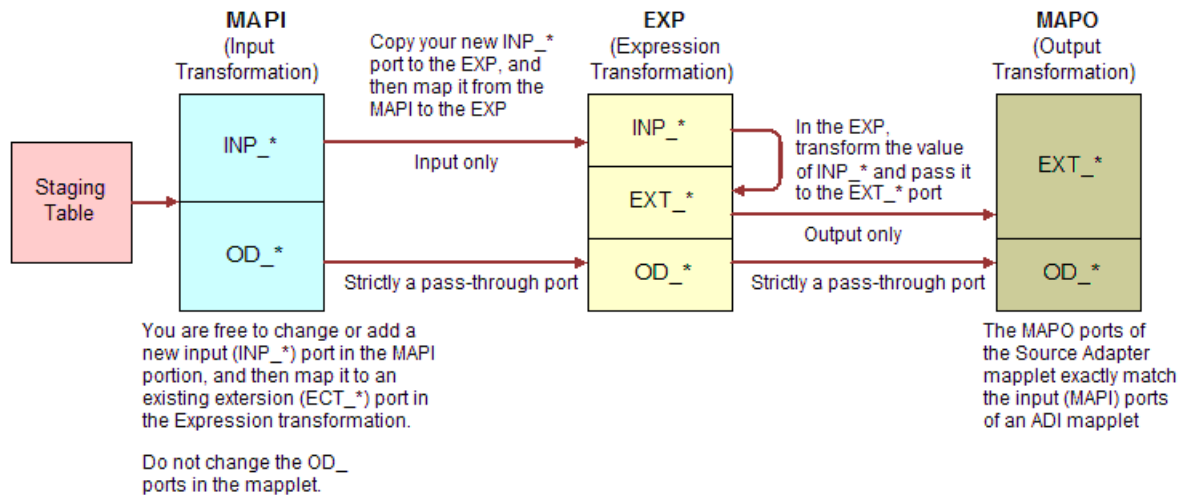 MAPI
(Input
Transformation)
Copy your new INP_*
port to the EXP, and
then map it from the
MAPI to the EXP
EXP
(Expression
Transformation)
MAPO
(Output
Transformation)
Staging
Table
INP_*
OD_*
Input only
Strictly a pass-through port
INP_*
EXT_*
OD_*
In the EXP,
transform the value
of INP_* and pass it
to the EXT_* port
Output only
Strictly a pass-through port
EXT_*
OD_*
You are free to change or add a
new input (INP_*) port in the MAPI
portion, and then map it to an
existing extersion (ECT_*) port in
the Expression transformation.
Do not change the OD_
ports in the mapplet.
The MAPO ports of
the Source Adapter
mapplet exactly match
the input (MAPI) ports
of an ADI mapplet